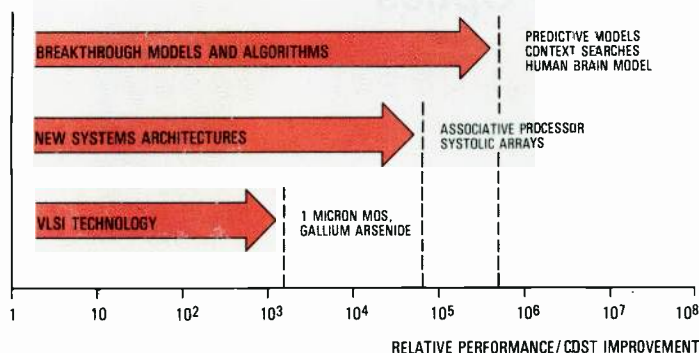 BREAKTHROUGH MODELS AND ALGORITHMS
PREDICTIVE MODELS
CONTEXT SEARCHES
HUMAN BRAIN MODEL
NEW SYSTEMS ARCHITECTURES
ASSOCIATIVE PROCESSOR
SYSTOLIC ARRAYS
VLSI TECHNOLOGY
1 MICRON MOS,
GALLIUM ARSENIDE
1 10 10² 10³ 10⁴ 10⁵ 10⁶ 10⁷ 10⁸
RELATIVE PERFORMANCE/COST IMPROVEMENT